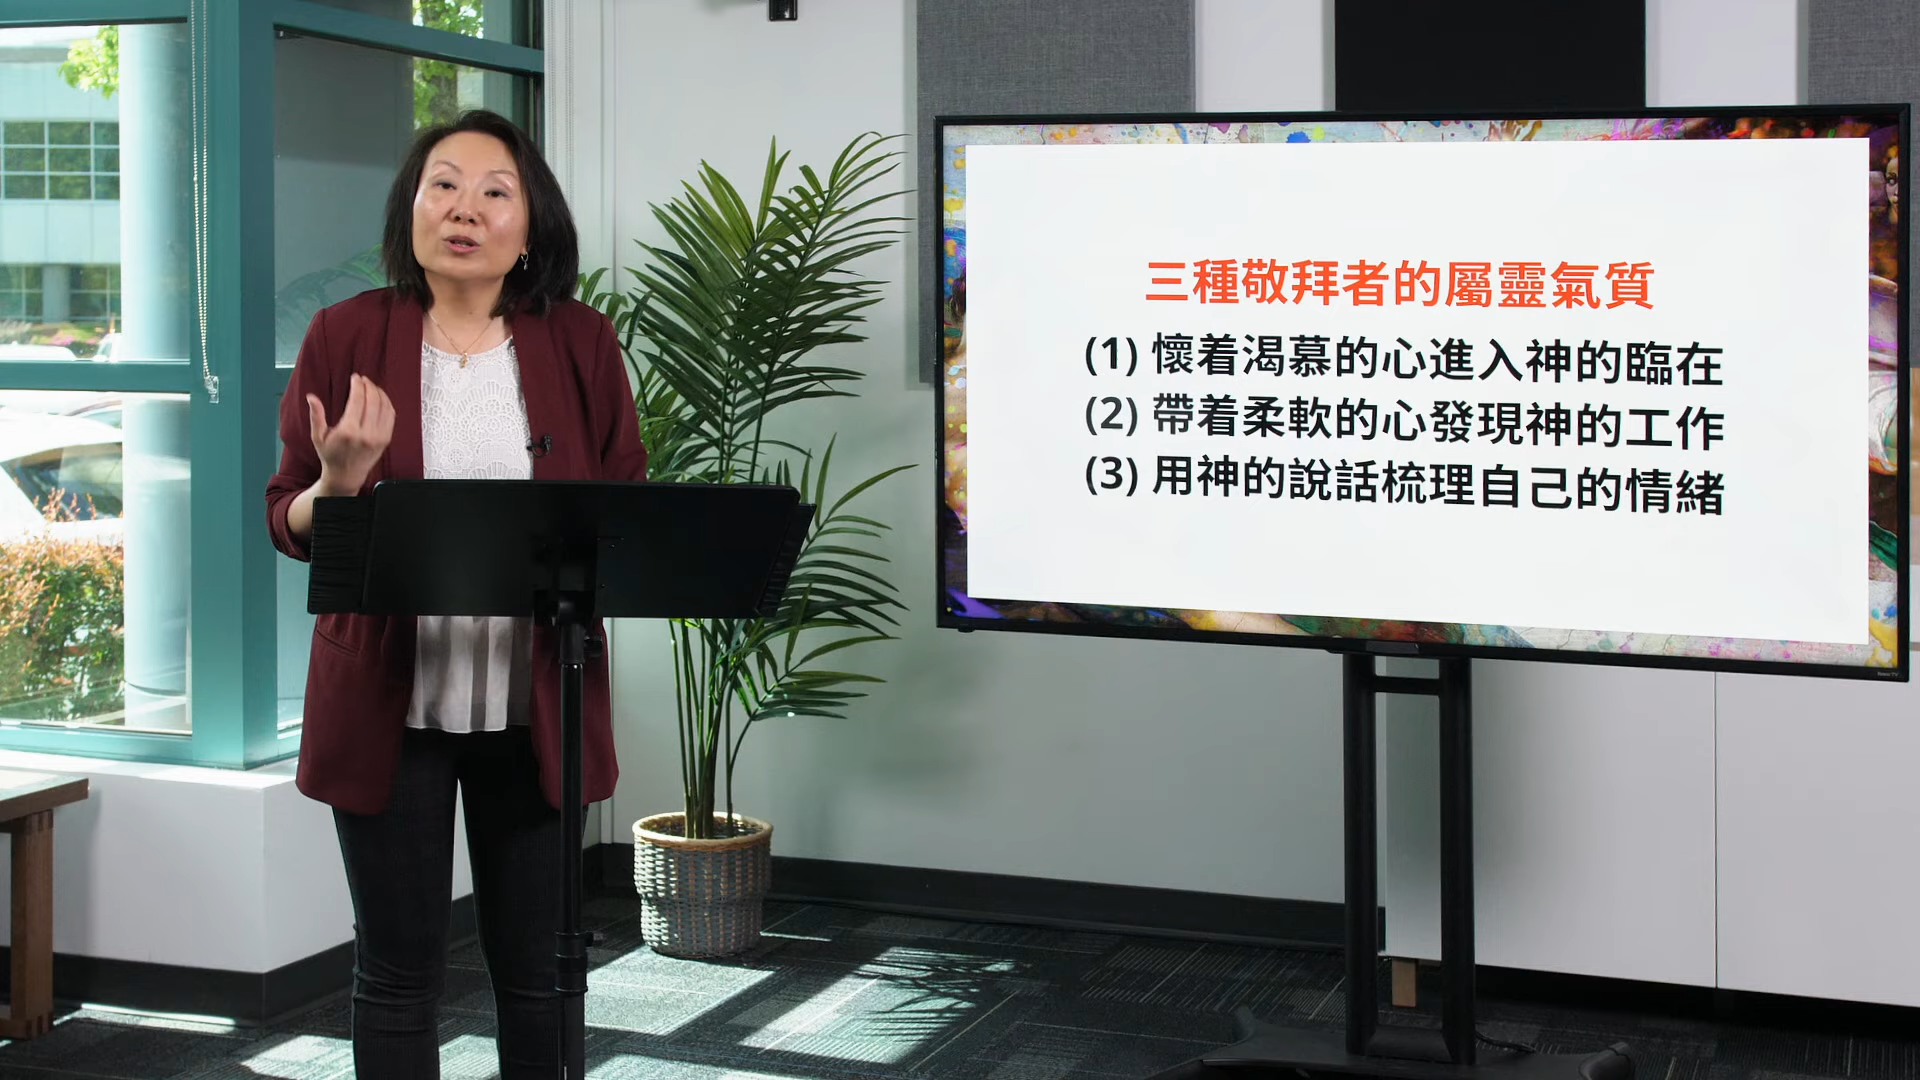 三種敬拜者的屬靈氣質
(1) 懷着渴慕的心進入神的臨在
(2) 帶着柔軟的心發現神的工作
(3) 用神的說話梳理自己的情緒